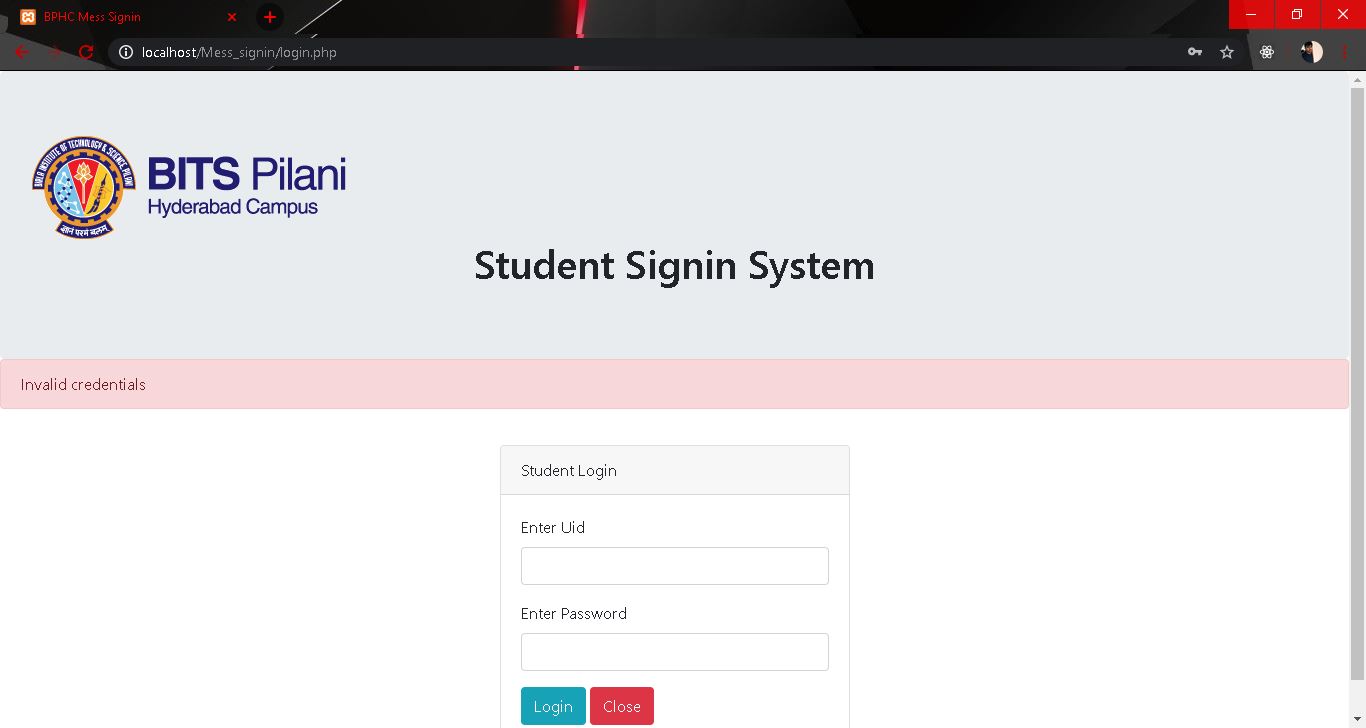 BPHC Mess Signin
localhost/Mess_signin/login.php
BIRLA INSTITUTE OF TECHNOLOGY & SCIENCE PILANI
ज्ञानं परमं बलम्
BITS Pilani
Hyderabad Campus
Student Signin System
Invalid credentials
Student Login
Enter Uid
Enter Password
Login Close